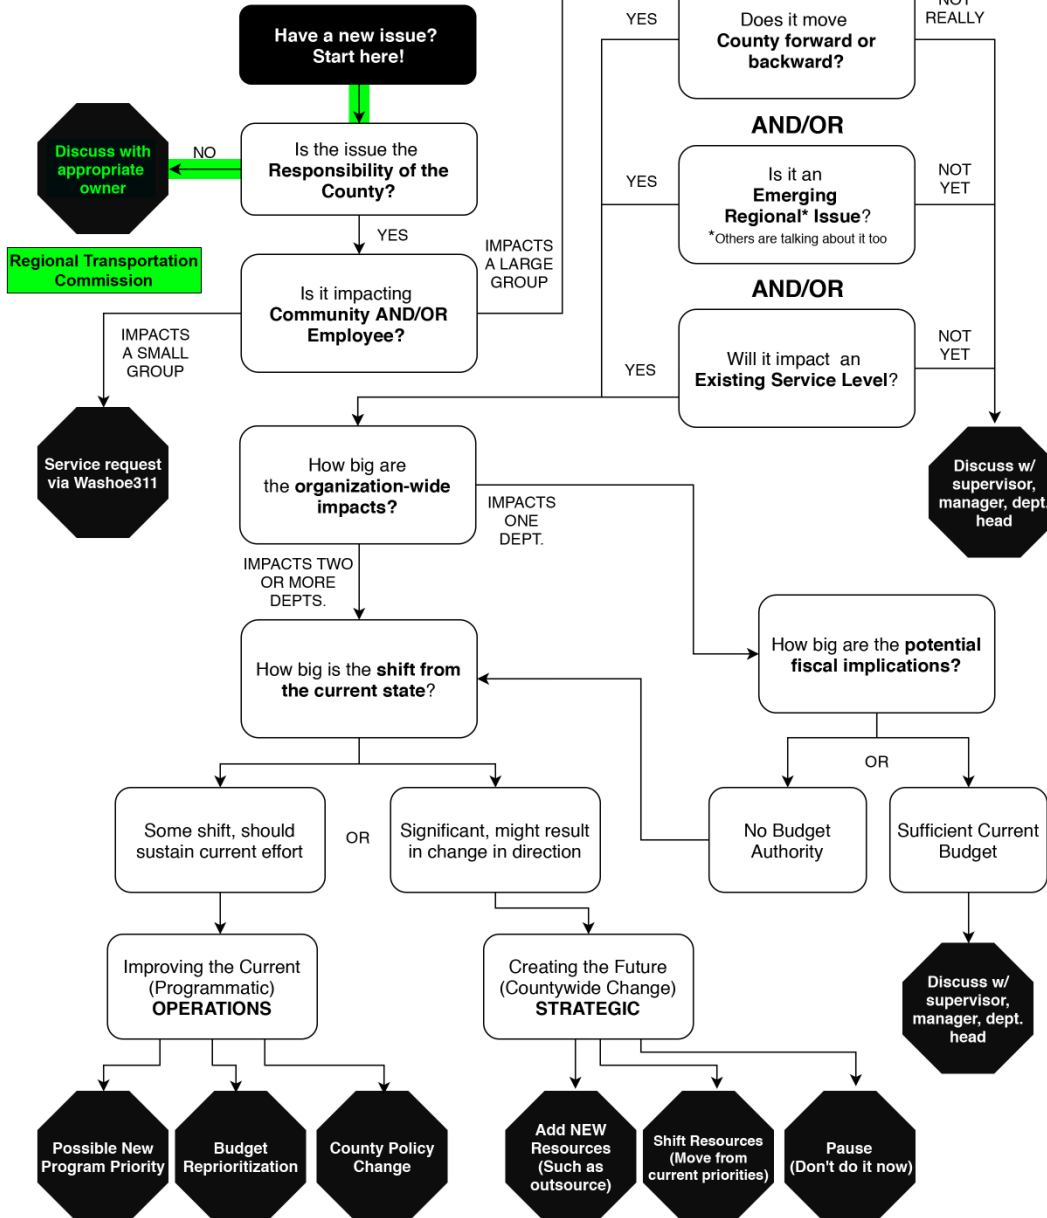 Have a new issue?
Start here!
YES
Does it move
County forward or
backward?
NOT
REALLY
AND/OR
Discuss with
appropriate
owner
NO
Is the issue the
Responsibility of the
County?
YES
Is it an
Emerging
Regional* Issue?
*Others are talking about it too
NOT
YET
YES
Regional Transportation
Commission
IMPACTS
A LARGE
GROUP
AND/OR
Is it impacting
Community AND/OR
Employee?
IMPACTS
A SMALL
GROUP
YES
Will it impact an
Existing Service Level?
NOT
YET
Service request
via Washoe311
How big are
the organization-wide
impacts?
IMPACTS
ONE
DEPT.
Discuss w/
supervisor,
manager, dept.
head
IMPACTS TWO
OR MORE
DEPTS.
How big is the shift from
the current state?
How big are the potential
fiscal implications?
OR
Some shift, should
sustain current effort
OR
Significant, might result
in change in direction
No Budget
Authority
Sufficient Current
Budget
Improving the Current
(Programmatic)
OPERATIONS
Creating the Future
(Countywide Change)
STRATEGIC
Discuss w/
supervisor,
manager, dept.
head
Possible New
Program Priority
Budget
Reprioritization
County Policy
Change
Add NEW
Resources
(Such as
outsource)
Shift Resources
(Move from
current priorities)
Pause
(Don't do it now)